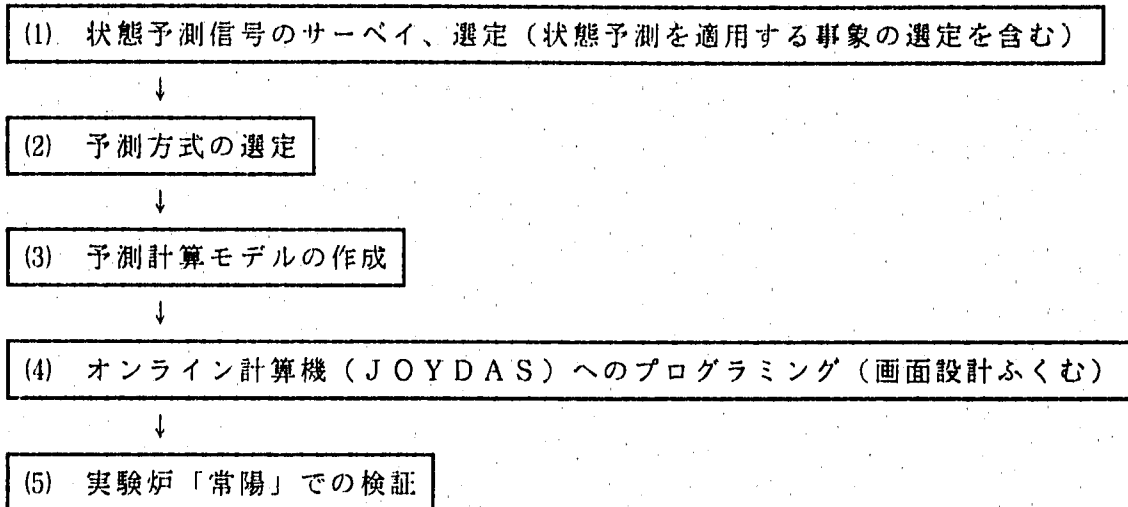 (1) 状態予測信号のサーベイ、選定（状態予測を適用する事象の選定を含む）
↓
(2) 予測方式の選定
↓
(3) 予測計算モデルの作成
↓
(4) オンライン計算機（ＪＯＹＤＡＳ）へのプログラミング（画面設計ふくむ）
↓
(5) 実験炉「常陽」での検証